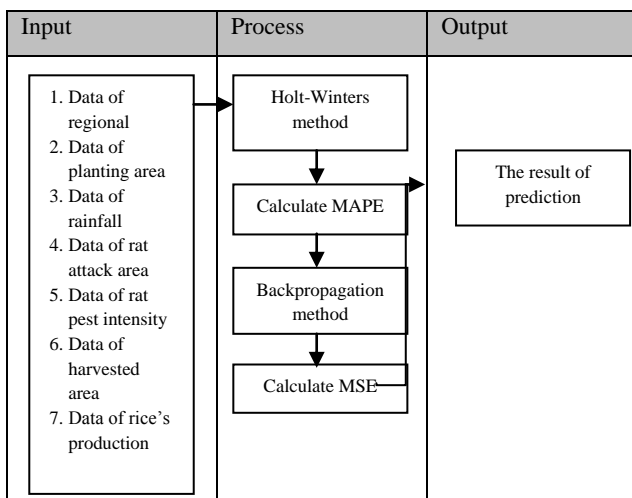 Input
Process
Output
1. Data of
regional
2. Data of
planting area
3. Data of
rainfall
4. Data of rat
attack area
5. Data of rat
pest intensity
6. Data of
harvested
area
7. Data of rice's
production
Holt-Winters
method
Calculate MAPE
Backpropagation
method
Calculate MSE
The result of
prediction